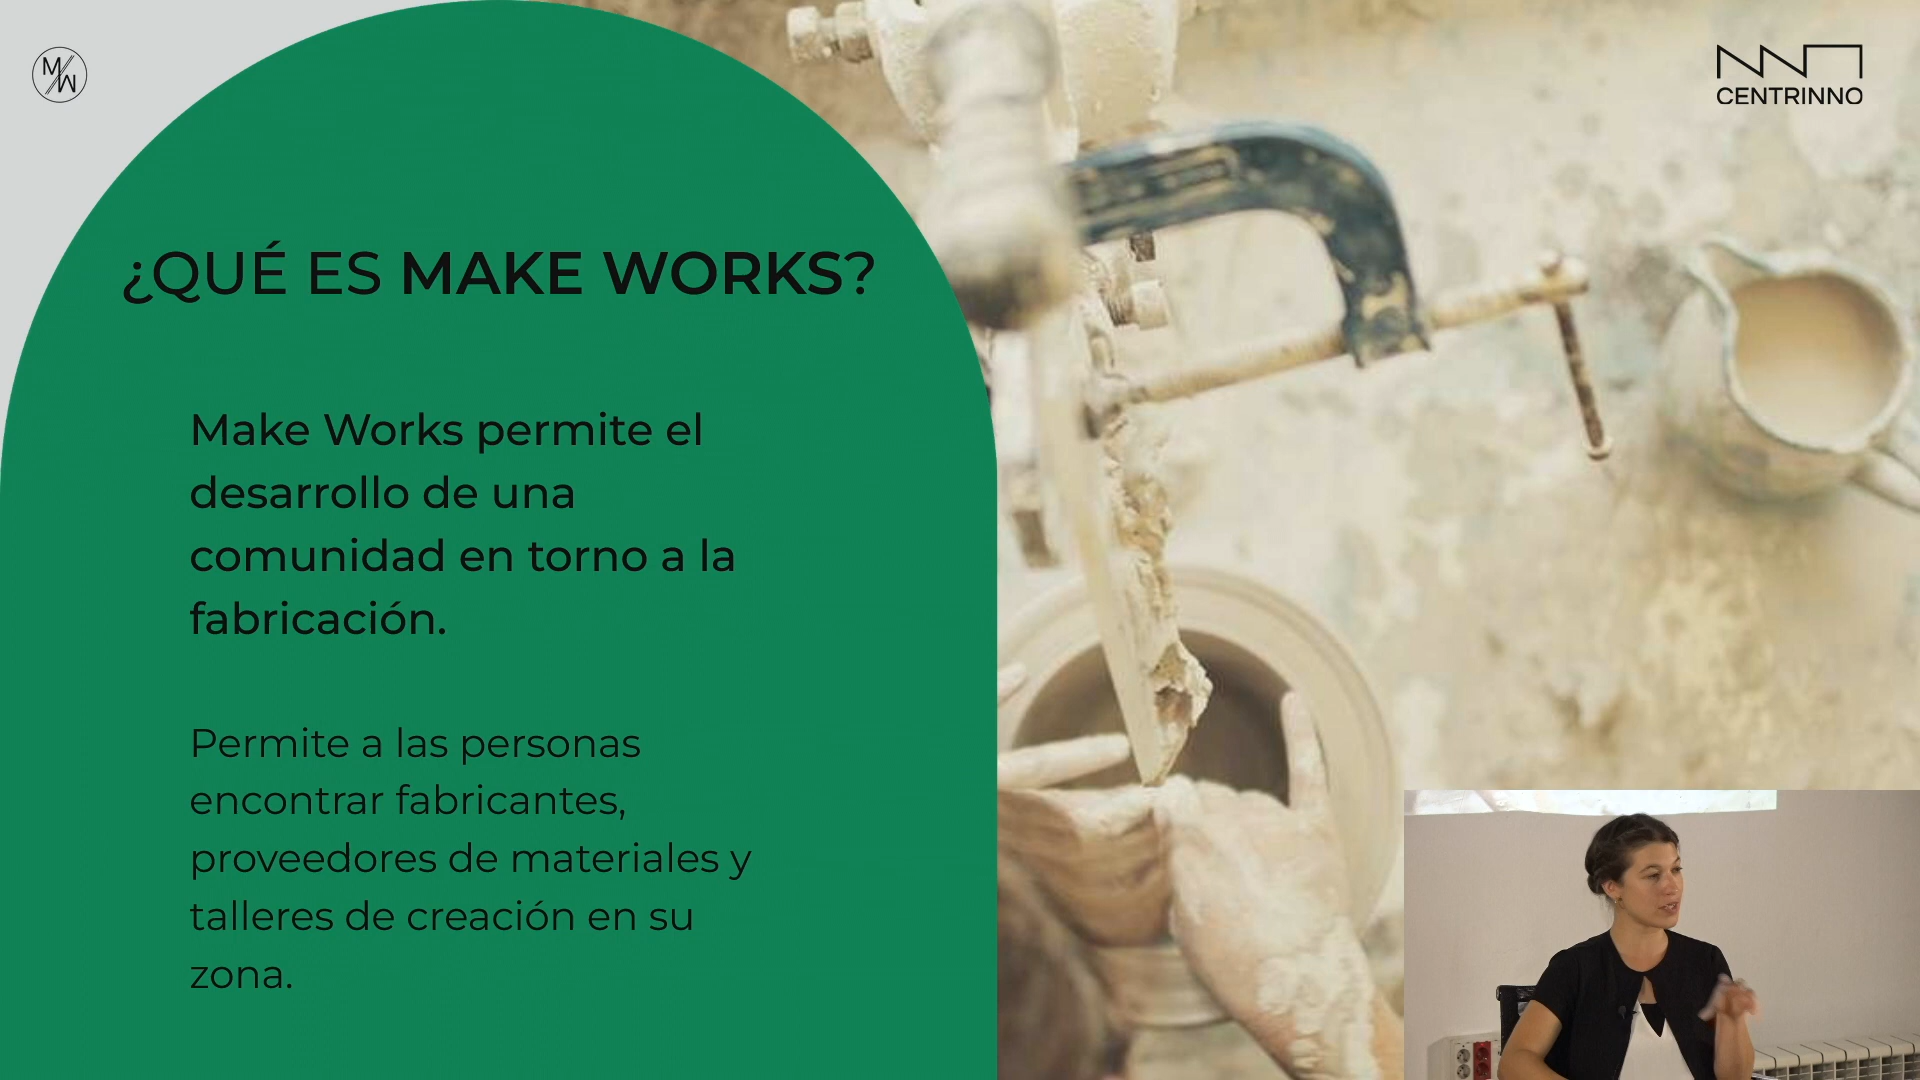 MW
CENTRINNO
¿QUÉ ES MAKE WORKS?
Make Works permite el
desarrollo de una
comunidad en torno a la
fabricación.
Permite a las personas
encontrar fabricantes,
proveedores de materiales y
talleres de creación en su
zona.